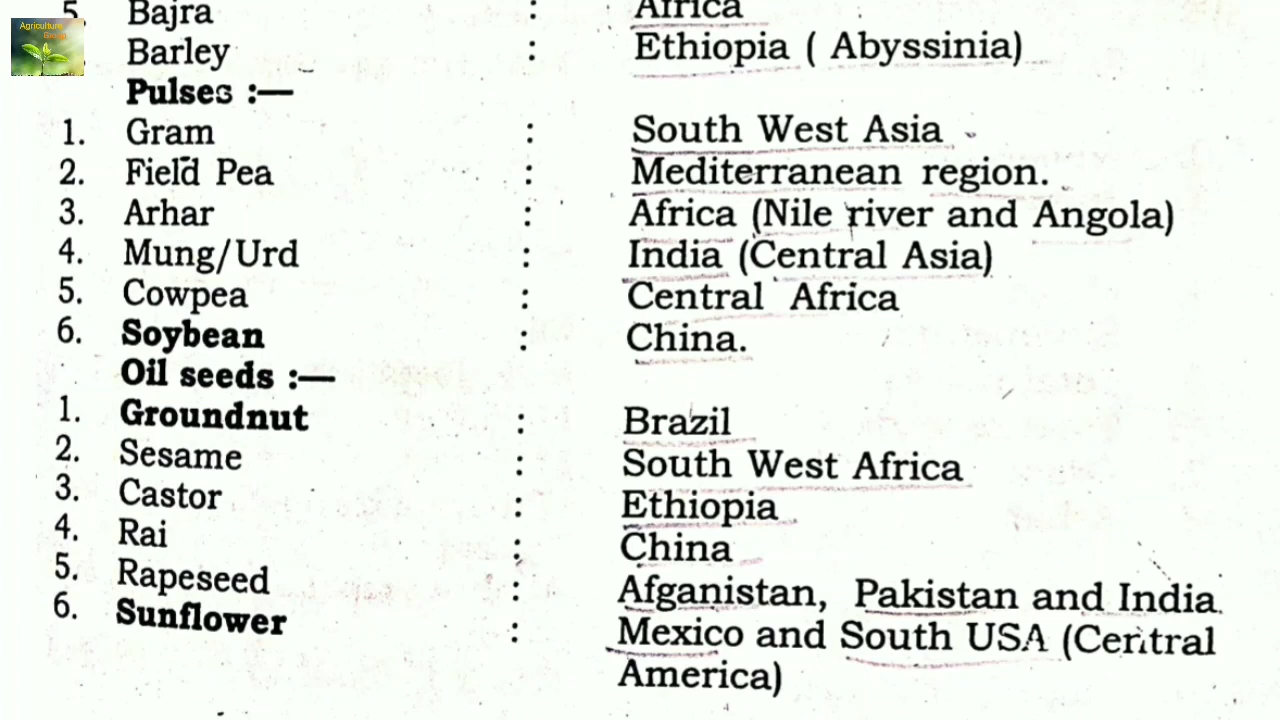 Agriculture
Group
5. Bajra : Africa
Barley : Ethiopia ( Abyssinia)
Pulses :—
1. Gram : South West Asia
2. Field Pea : Mediterranean region.
3. Arhar : Africa (Nile river and Angola)
4. Mung/Urd : India (Central Asia)
5. Cowpea : Central Africa
6. Soybean : China.
Oil seeds :—
1. Groundnut : Brazil
2. Sesame : South West Africa
3. Castor : Ethiopia
4. Rai : China
5. Rapeseed : Afganistan, Pakistan and India.
6. Sunflower : Mexico and South USA (Central
America)